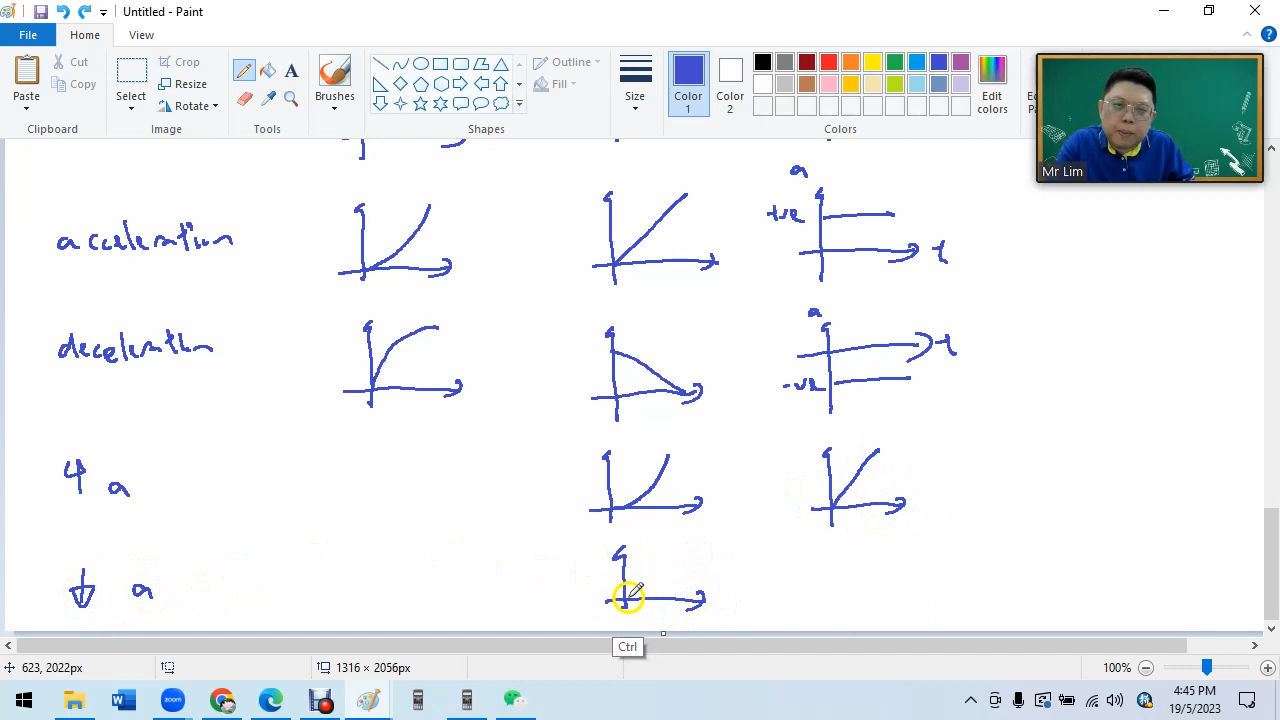 Untitled - Paint
File Home View
Paste
Cut
Copy
Clipboard
Select
Crop
Resize
Rotate
Image
Tools
Brushes
Shapes
Outline
Fill
Size
Color 1
Color 2
Colors
Edit colors
Mr Lim
acceleration
a
+ve
t
deceleration
a
-ve
t
a
a
Ctrl
623, 2022px
1316 × 2056px
100%
W
zoom
4:45 PM
19/5/2023